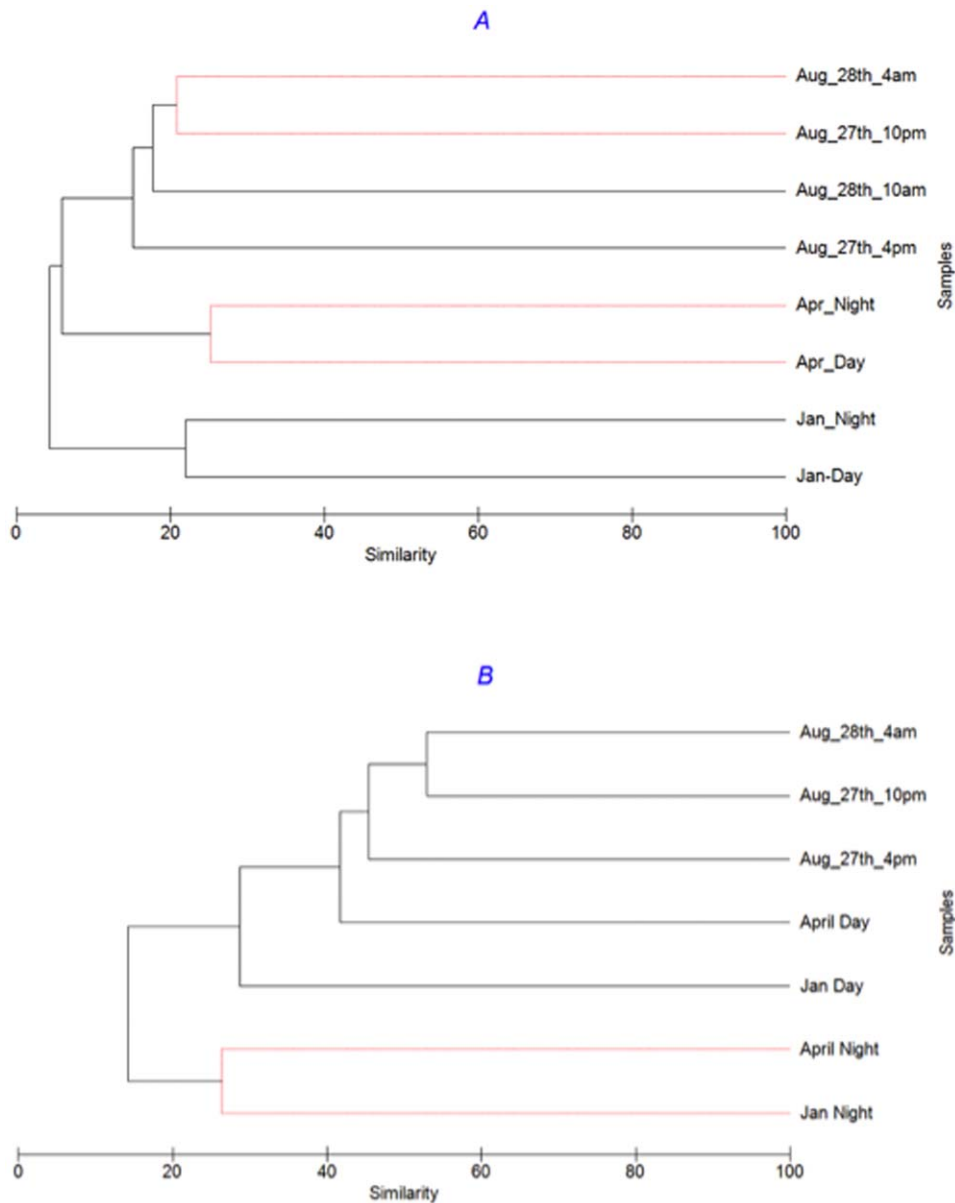 A
Aug_28th_4am
Aug_27th_10pm
Aug_28th_10am
Aug_27th_4pm
Apr_Night
Apr_Day
Jan_Night
Jan-Day
Samples
0 20 40 60 80 100
Similarity
B
Aug_28th_4am
Aug_27th_10pm
Aug_27th_4pm
April Day
Jan Day
April Night
Jan Night
Samples
0 20 40 60 80 100
Similarity